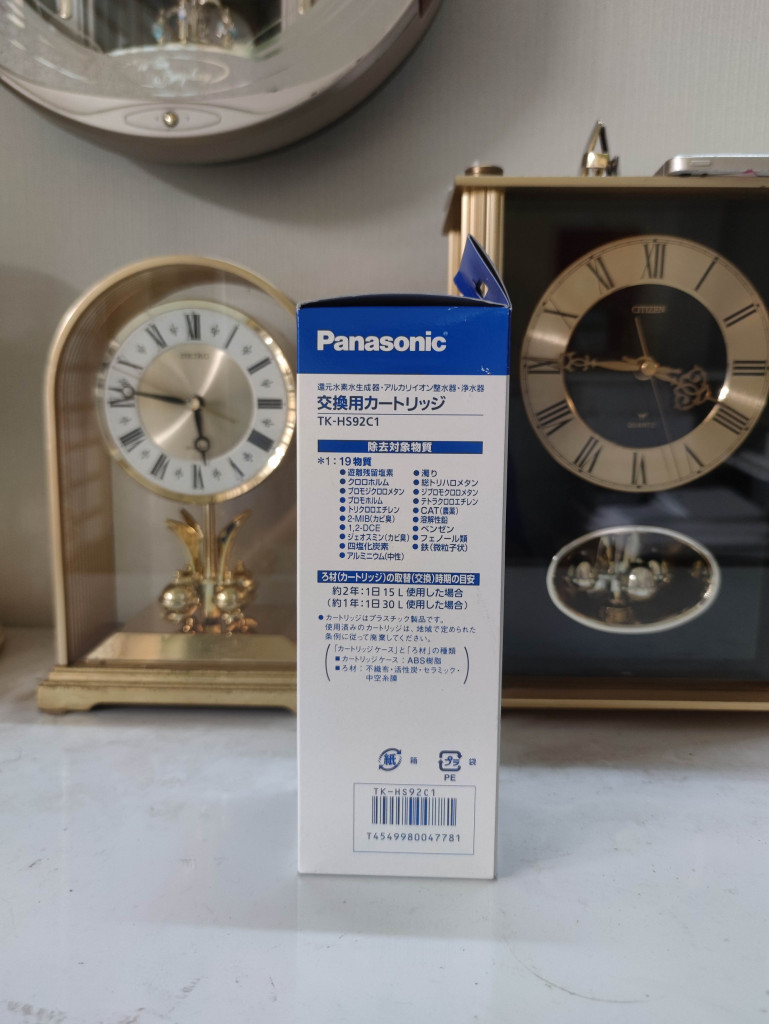 XII
SEIKO
XII
CITIZEN
QUARTZ
Panasonic
還元水素水生成器・アルカリイオン整水器・浄水器
交換用カートリッジ
TK-HS92C1
除去対象物質
*1:19物質
●遊離残留塩素 ●濁り
●クロロホルム ●総トリハロメタン
●ブロモジクロロメタン ●ジブロモクロロメタン
●ブロモホルム ●テトラクロロエチレン
●トリクロロエチレン ●CAT(農薬)
●2-MIB(カビ臭) ●溶解性鉛
●1,2-DCE ●ベンゼン
●ジェオスミン(カビ臭) ●フェノール類
●四塩化炭素 ●鉄(微粒子状)
●アルミニウム(中性)
ろ材(カートリッジ)の取替(交換)時期の目安
約2年:1日15L使用した場合
(約1年:1日30L使用した場合)
●カートリッジはプラスチック製品です。
使用済みのカートリッジは、地域で定められた
条例に従って廃棄してください。
「カートリッジケース」と「ろ材」の種類
■カートリッジケース:ABS樹脂
■ろ材:不織布・活性炭・セラミック・
中空糸膜
紙 箱 プラ 袋
PE
TK-HS92C1
T4549980047781